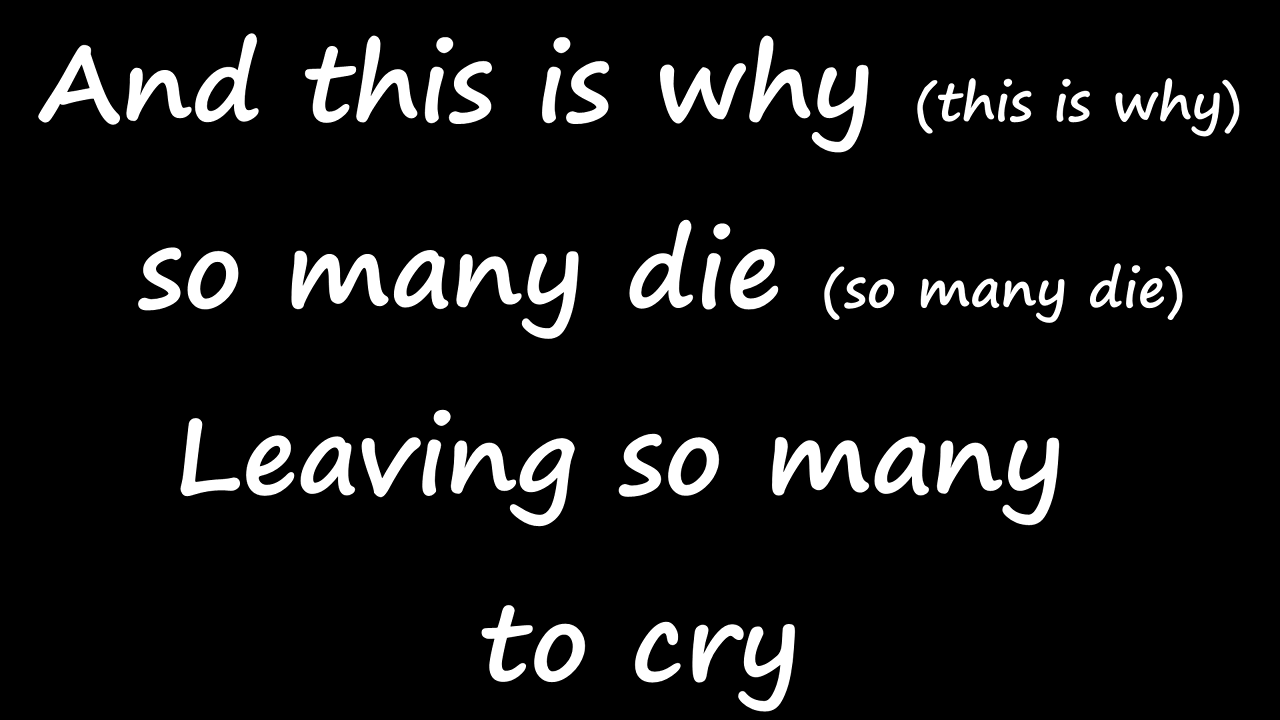 And this is why (this is why)
so many die (so many die)
Leaving so many
to cry